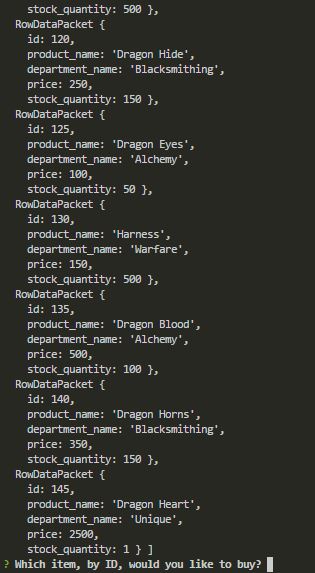 stock_quantity: 500 },
RowDataPacket {
id: 120,
product_name: 'Dragon Hide',
department_name: 'Blacksmithing',
price: 250,
stock_quantity: 150 },
RowDataPacket {
id: 125,
product_name: 'Dragon Eyes',
department_name: 'Alchemy',
price: 100,
stock_quantity: 50 },
RowDataPacket {
id: 130,
product_name: 'Harness',
department_name: 'Warfare',
price: 150,
stock_quantity: 500 },
RowDataPacket {
id: 135,
product_name: 'Dragon Blood',
department_name: 'Alchemy',
price: 500,
stock_quantity: 100 },
RowDataPacket {
id: 140,
product_name: 'Dragon Horns',
department_name: 'Blacksmithing',
price: 350,
stock_quantity: 150 },
RowDataPacket {
id: 145,
product_name: 'Dragon Heart',
department_name: 'Unique',
price: 2500,
stock_quantity: 1 } ]
? Which item, by ID, would you like to buy?